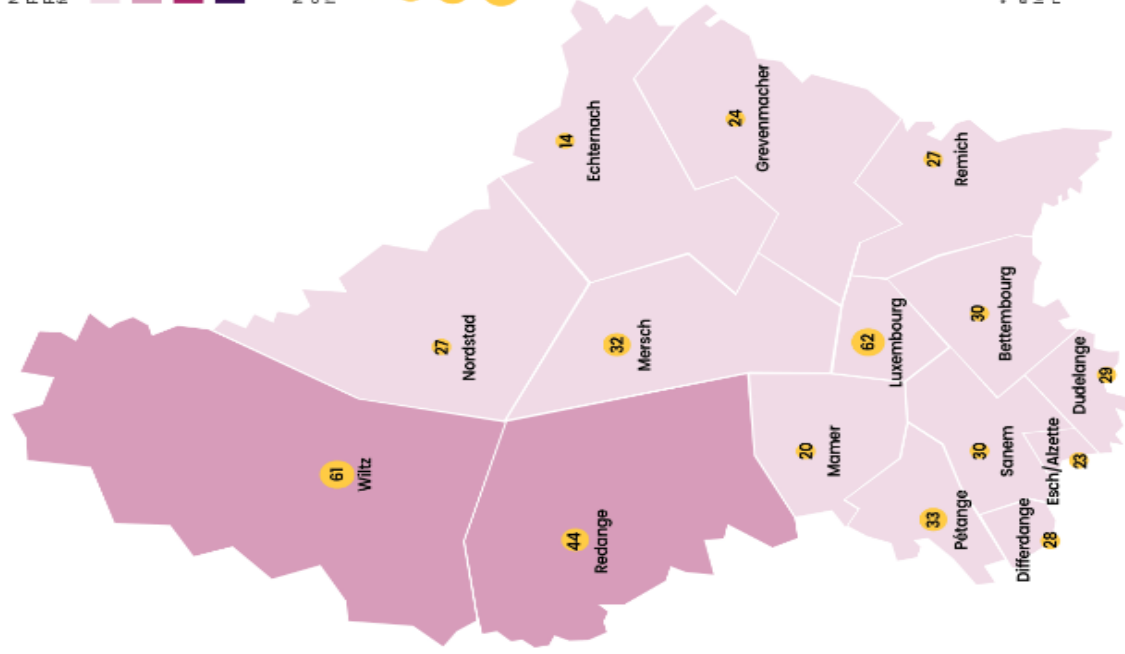 61
Wiltz
44
Redange
27
Nordstad
32
Mersch
14
Echternach
24
Grevenmacher
27
Remich
62
Luxembourg
30
Bettembourg
20
Mamer
33
Pétange
30
Sanem
Differdange
28
Esch/Alzette
23
Dudelange
29